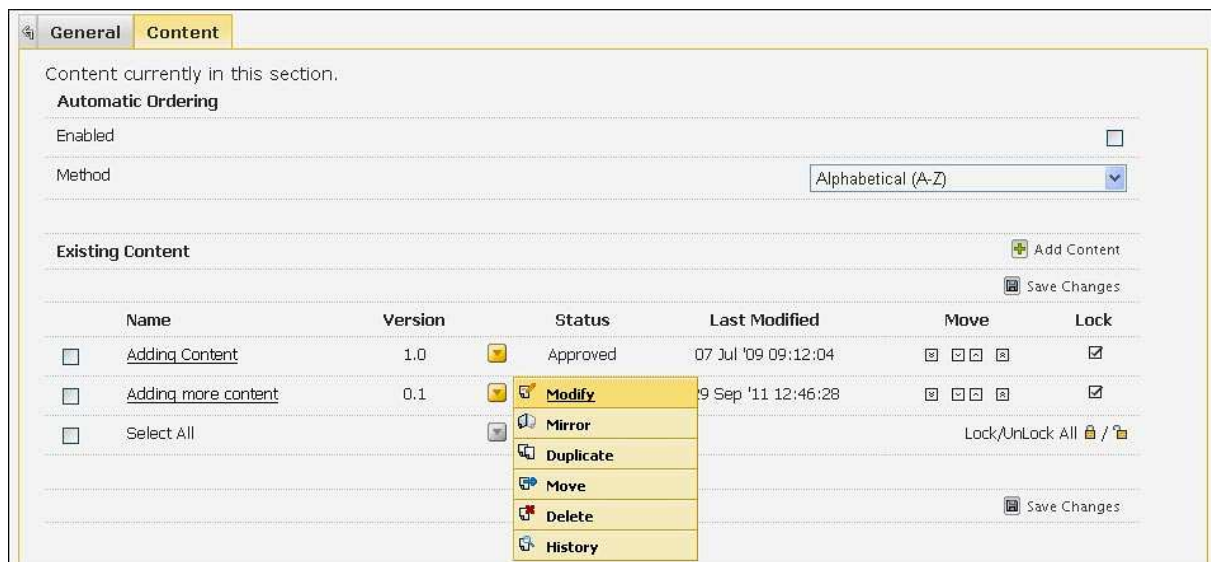 General Content
Content currently in this section.
Automatic Ordering
Enabled
Method Alphabetical (A-Z)
Existing Content Add Content
Save Changes
Name Version Status Last Modified Move Lock
Adding Content 1.0 Approved 07 Jul '09 09:12:04
Adding more content 0.1 Modify 9 Sep '11 12:46:28
Mirror
Select All Lock/UnLock All /
Duplicate
Move
Save Changes
Delete
History